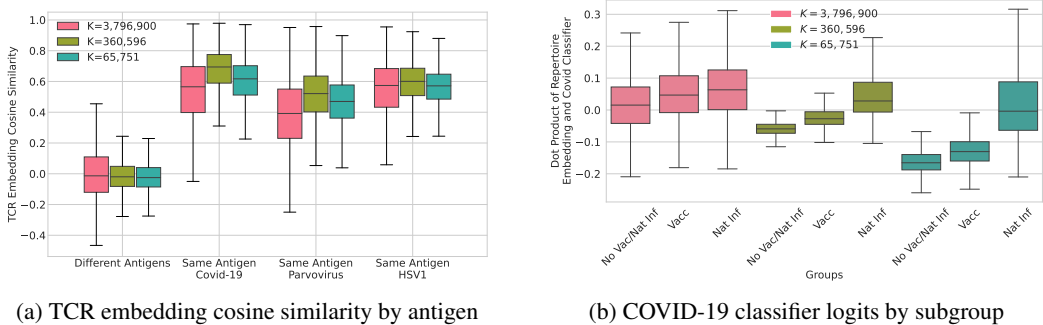 TCR Embedding Cosine Similarity
1.0
0.8
0.6
0.4
0.2
0.0
−0.2
−0.4
K=3,796,900
K=360,596
K=65,751
Different Antigens
Same Antigen
Covid-19
Same Antigen
Parvovirus
Same Antigen
HSV1
(a) TCR embedding cosine similarity by antigen
Dot Product of Repertoire
Embedding and Covid Classifier
0.3
0.2
0.1
0.0
−0.1
−0.2
K = 3,796,900
K = 360,596
K = 65,751
No Vac/Nat Inf
Vacc
Nat Inf
No Vac/Nat Inf
Vacc
Nat Inf
No Vac/Nat Inf
Vacc
Nat Inf
Groups
(b) COVID-19 classifier logits by subgroup